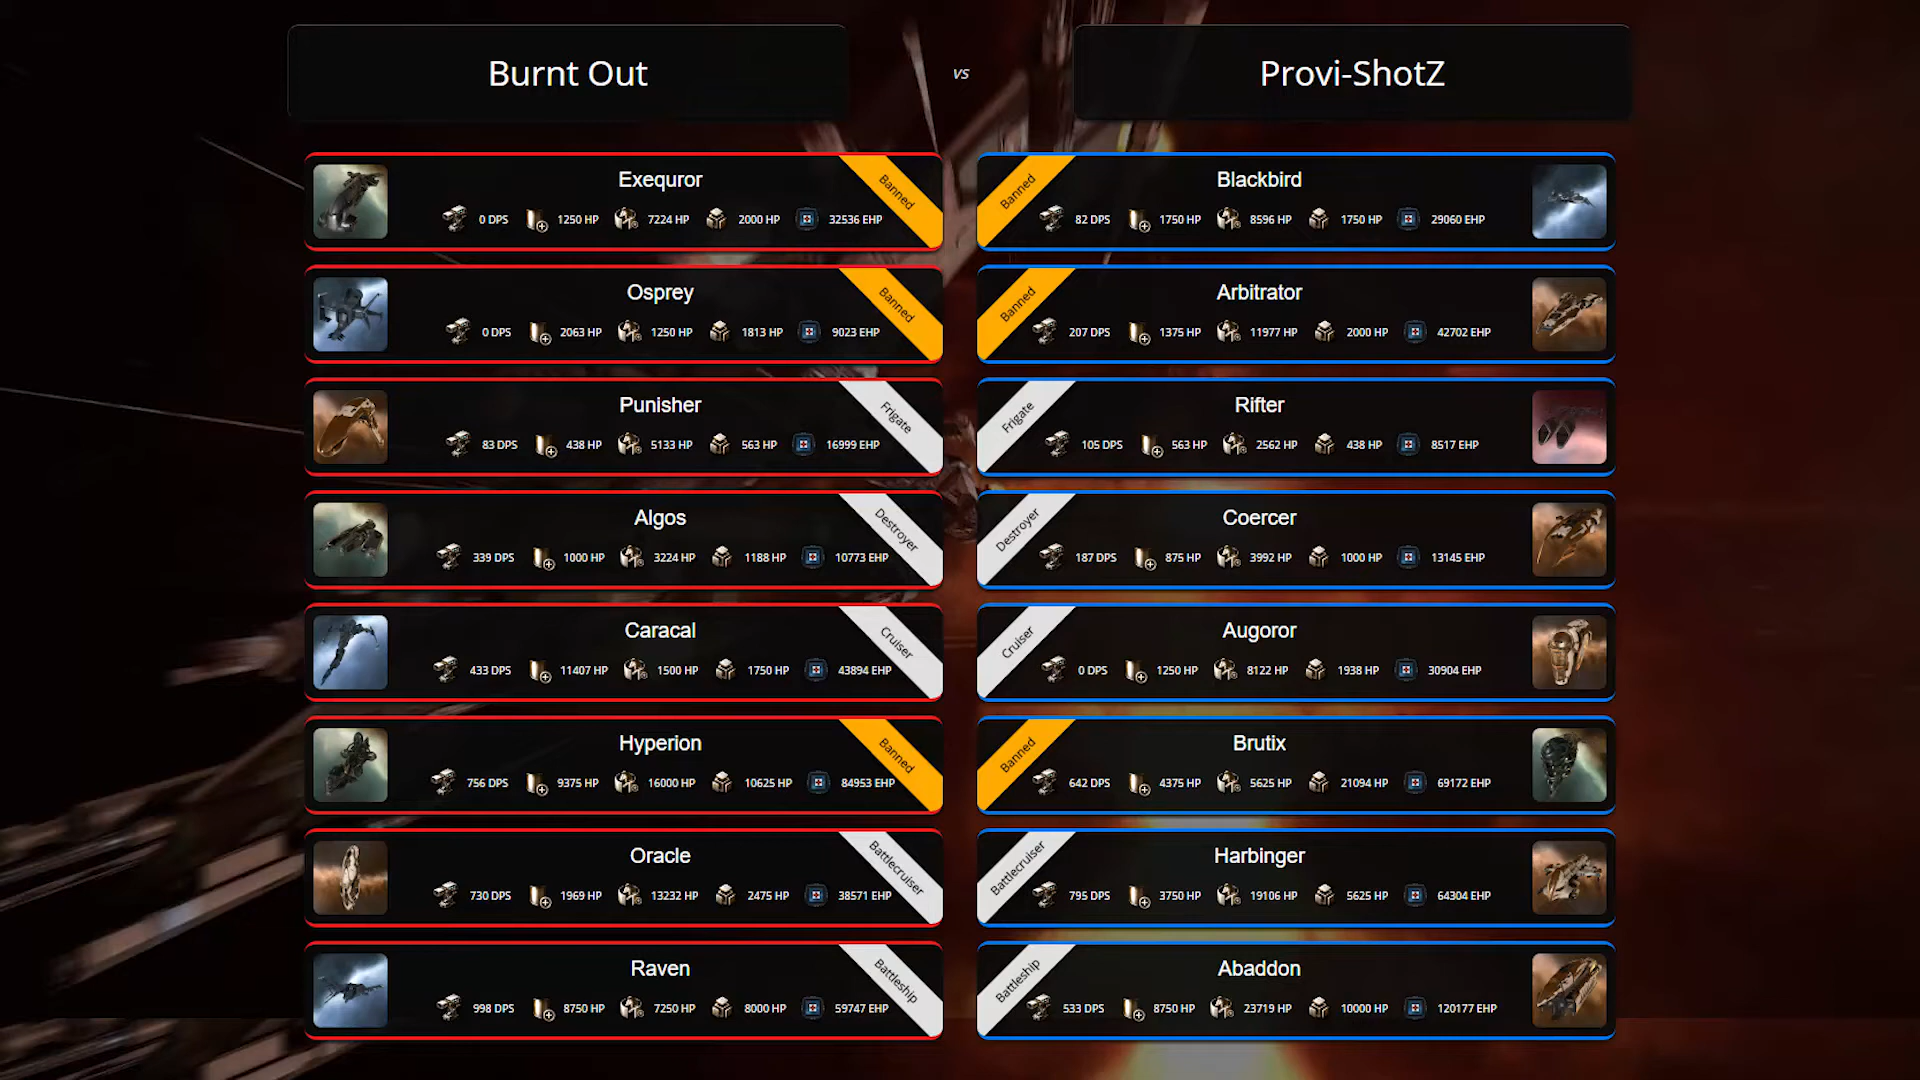 Burnt Out
vs
Provi-ShotZ
Exequror
Banned
0 DPS 1250 HP 7224 HP 2000 HP 32536 EHP
Banned
Blackbird
82 DPS 1750 HP 8596 HP 1750 HP 29060 EHP
Osprey
Banned
0 DPS 2063 HP 1250 HP 1813 HP 9023 EHP
Banned
Arbitrator
207 DPS 1375 HP 11977 HP 2000 HP 42702 EHP
Punisher
Frigate
83 DPS 438 HP 5133 HP 563 HP 16999 EHP
Frigate
Rifter
105 DPS 563 HP 2562 HP 438 HP 8517 EHP
Algos
Destroyer
339 DPS 1000 HP 3224 HP 1188 HP 10773 EHP
Destroyer
Coercer
187 DPS 875 HP 3992 HP 1000 HP 13145 EHP
Caracal
Cruiser
433 DPS 11407 HP 1500 HP 1750 HP 43894 EHP
Cruiser
Augoror
0 DPS 1250 HP 8122 HP 1938 HP 30904 EHP
Hyperion
Banned
756 DPS 9375 HP 16000 HP 10625 HP 84953 EHP
Banned
Brutix
642 DPS 4375 HP 5625 HP 21094 HP 69172 EHP
Oracle
Battlecruiser
730 DPS 1969 HP 13232 HP 2475 HP 38571 EHP
Battlecruiser
Harbinger
795 DPS 3750 HP 19106 HP 5625 HP 64304 EHP
Raven
Battleship
998 DPS 8750 HP 7250 HP 8000 HP 59747 EHP
Battleship
Abaddon
533 DPS 8750 HP 23719 HP 10000 HP 120177 EHP